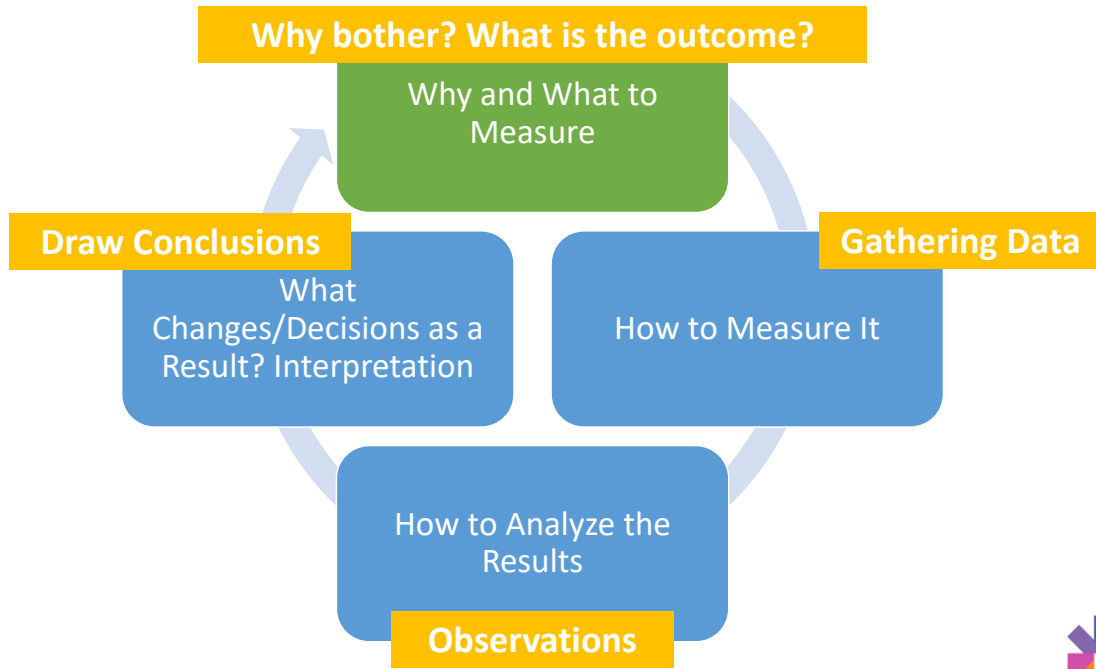 Why bother? What is the outcome?
Why and What to
Measure
Gathering Data
How to Measure It
How to Analyze the
Results
Observations
Draw Conclusions
What
Changes/Decisions as a
Result? Interpretation